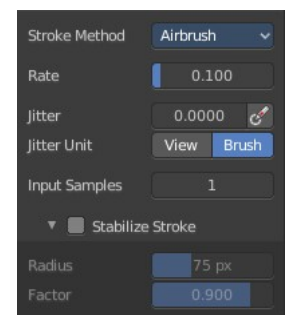 Stroke Method Airbrush
Rate 0.100
Jitter 0.0000
Jitter Unit View Brush
Input Samples 1
Stabilize Stroke
Radius 75 px
Factor 0.900